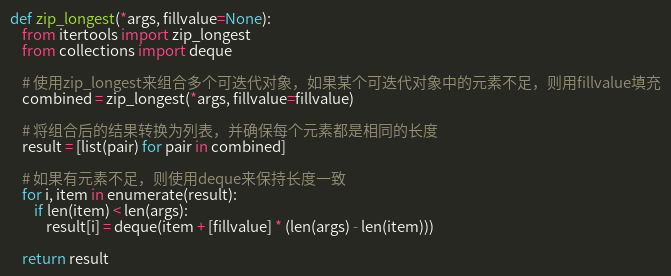 def zip_longest(*args, fillvalue=None):
    from itertools import zip_longest
    from collections import deque

    # 使用zip_longest来组合多个可迭代对象，如果某个可迭代对象中的元素不足，则用fillvalue填充
    combined = zip_longest(*args, fillvalue=fillvalue)

    # 将组合后的结果转换为列表，并确保每个元素都是相同的长度
    result = [list(pair) for pair in combined]

    # 如果有元素不足，则使用deque来保持长度一致
    for i, item in enumerate(result):
        if len(item) < len(args):
            result[i] = deque(item + [fillvalue] * (len(args) - len(item)))

    return result